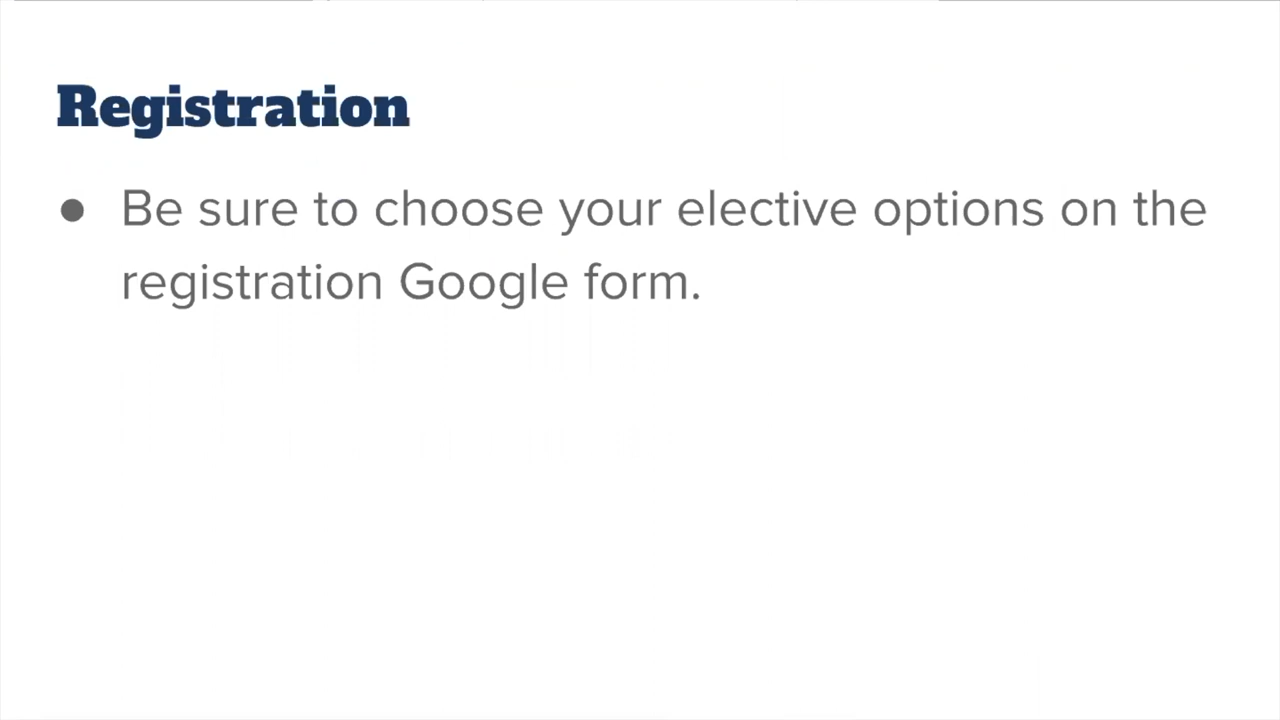 Registration
● Be sure to choose your elective options on the
registration Google form.